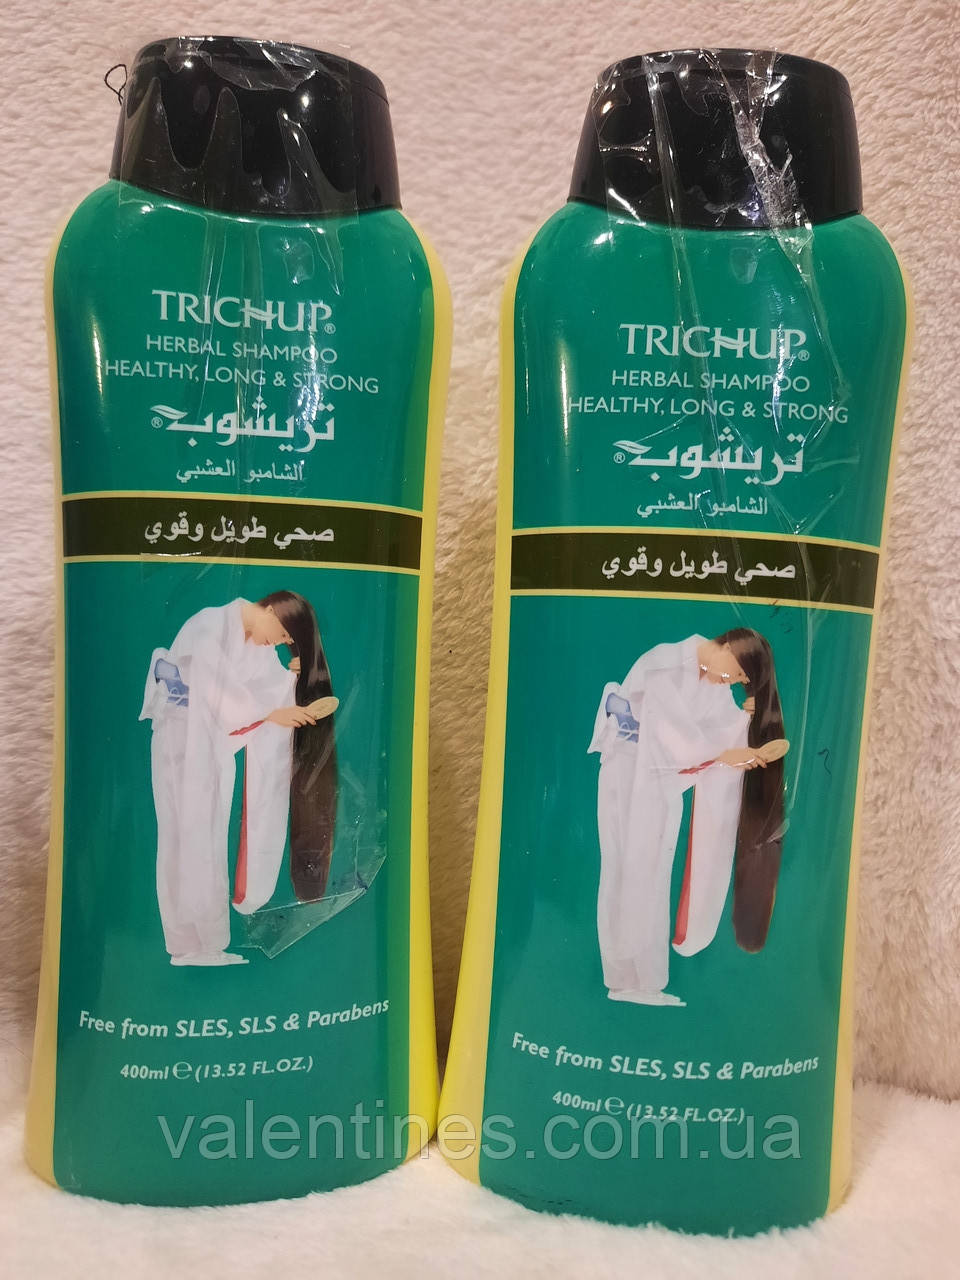 TRICHUP®
HERBAL SHAMPOO
HEALTHY, LONG & STRONG
تريشوب®
الشامبو العشبي
صحي طويل وقوي
Free from SLES, SLS & Parabens
400ml ℮ (13.52 FL.OZ.)
TRICHUP®
HERBAL SHAMPOO
HEALTHY, LONG & STRONG
تريشوب®
الشامبو العشبي
صحي طويل وقوي
Free from SLES, SLS & Parabens
400ml ℮ (13.52 FL.OZ.)
valentines.com.ua